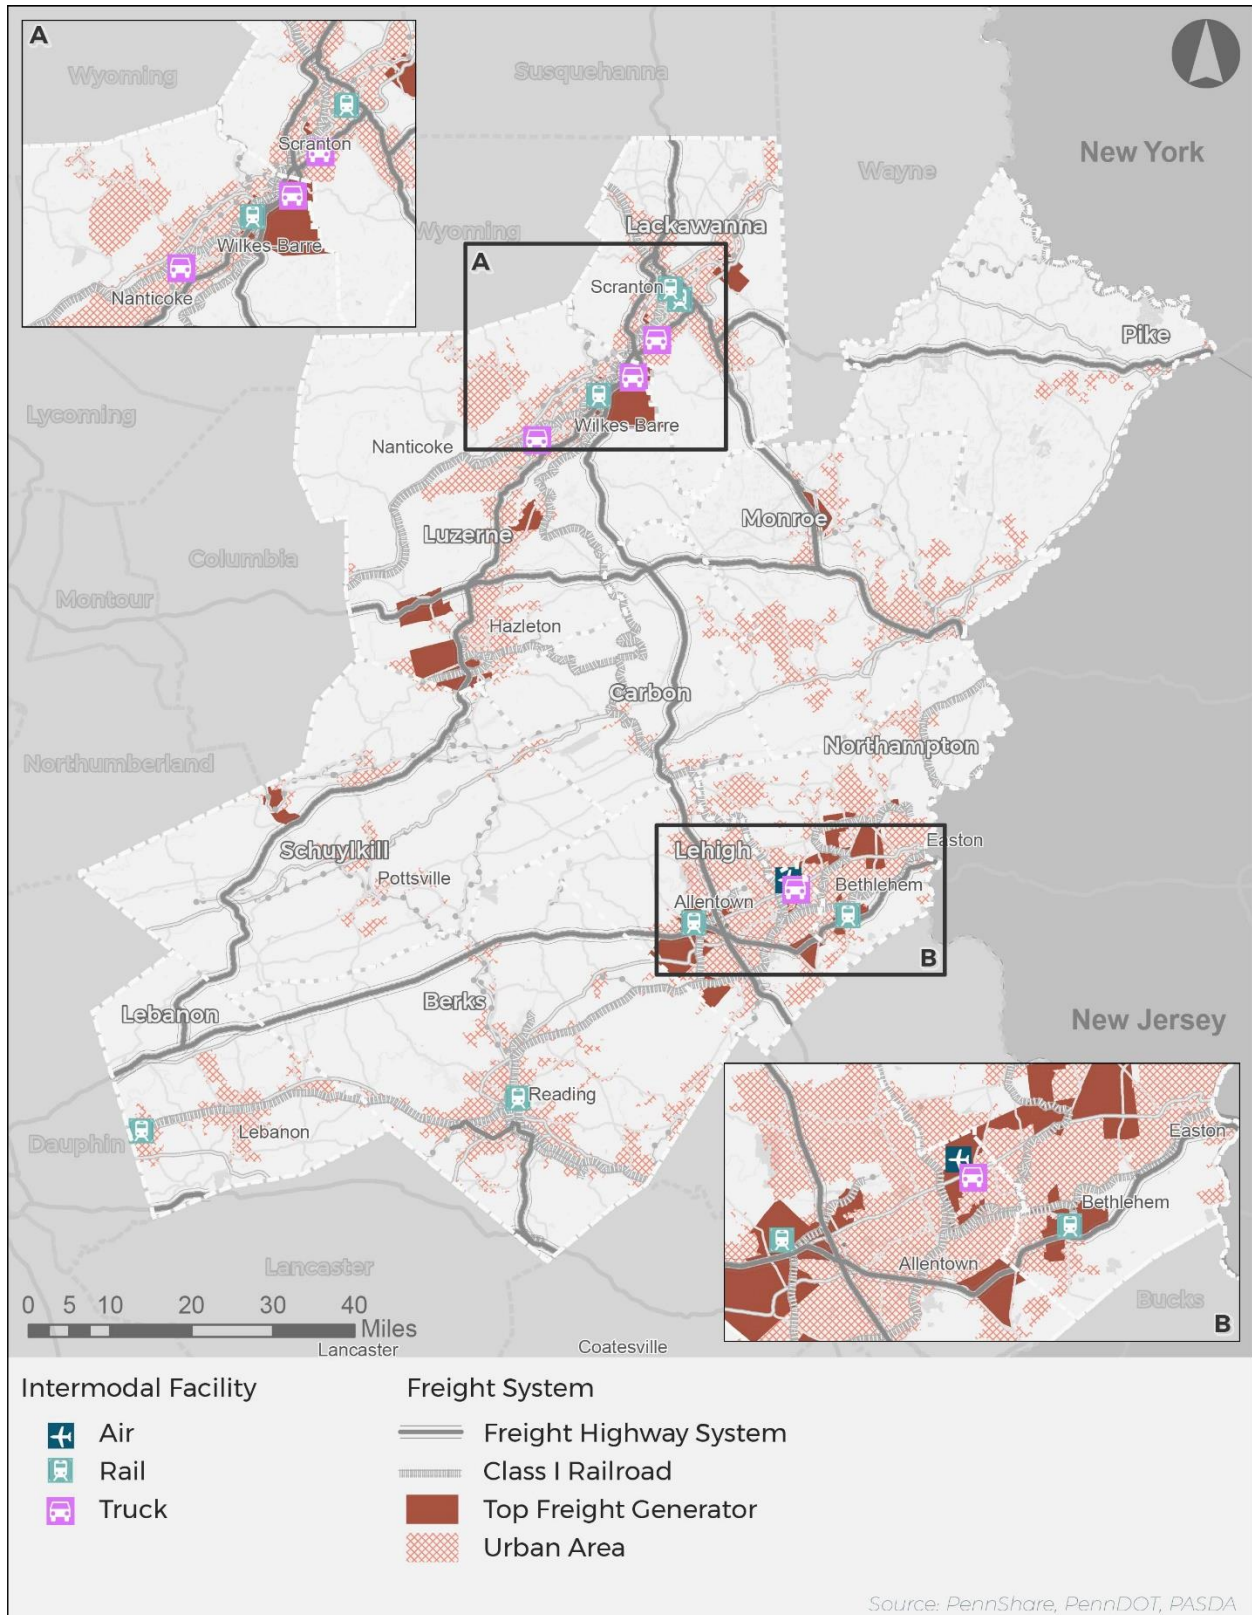 A
Wyoming
Scranton
Wilkes-Barre
Nanticoke
Susquehanna
New York
Wayne
Wyoming
Lackawanna
A
Scranton
Pike
Lycoming
Wilkes-Barre
Nanticoke
Luzerne
Monroe
Columbia
Montour
Hazleton
Carbon
Northampton
Northumberland
Easton
Schuylkill
Lehigh
Pottsville
Bethlehem
Allentown
B
Berks
Lebanon
New Jersey
Reading
Dauphin
Lebanon
Easton
Bethlehem
Allentown
Bucks
B
Lancaster
0 5 10 20 30 40
Miles
Lancaster
Coatesville
Intermodal Facility
Air
Rail
Truck
Freight System
Freight Highway System
Class I Railroad
Top Freight Generator
Urban Area
Source: PennShare, PennDOT, PASDA